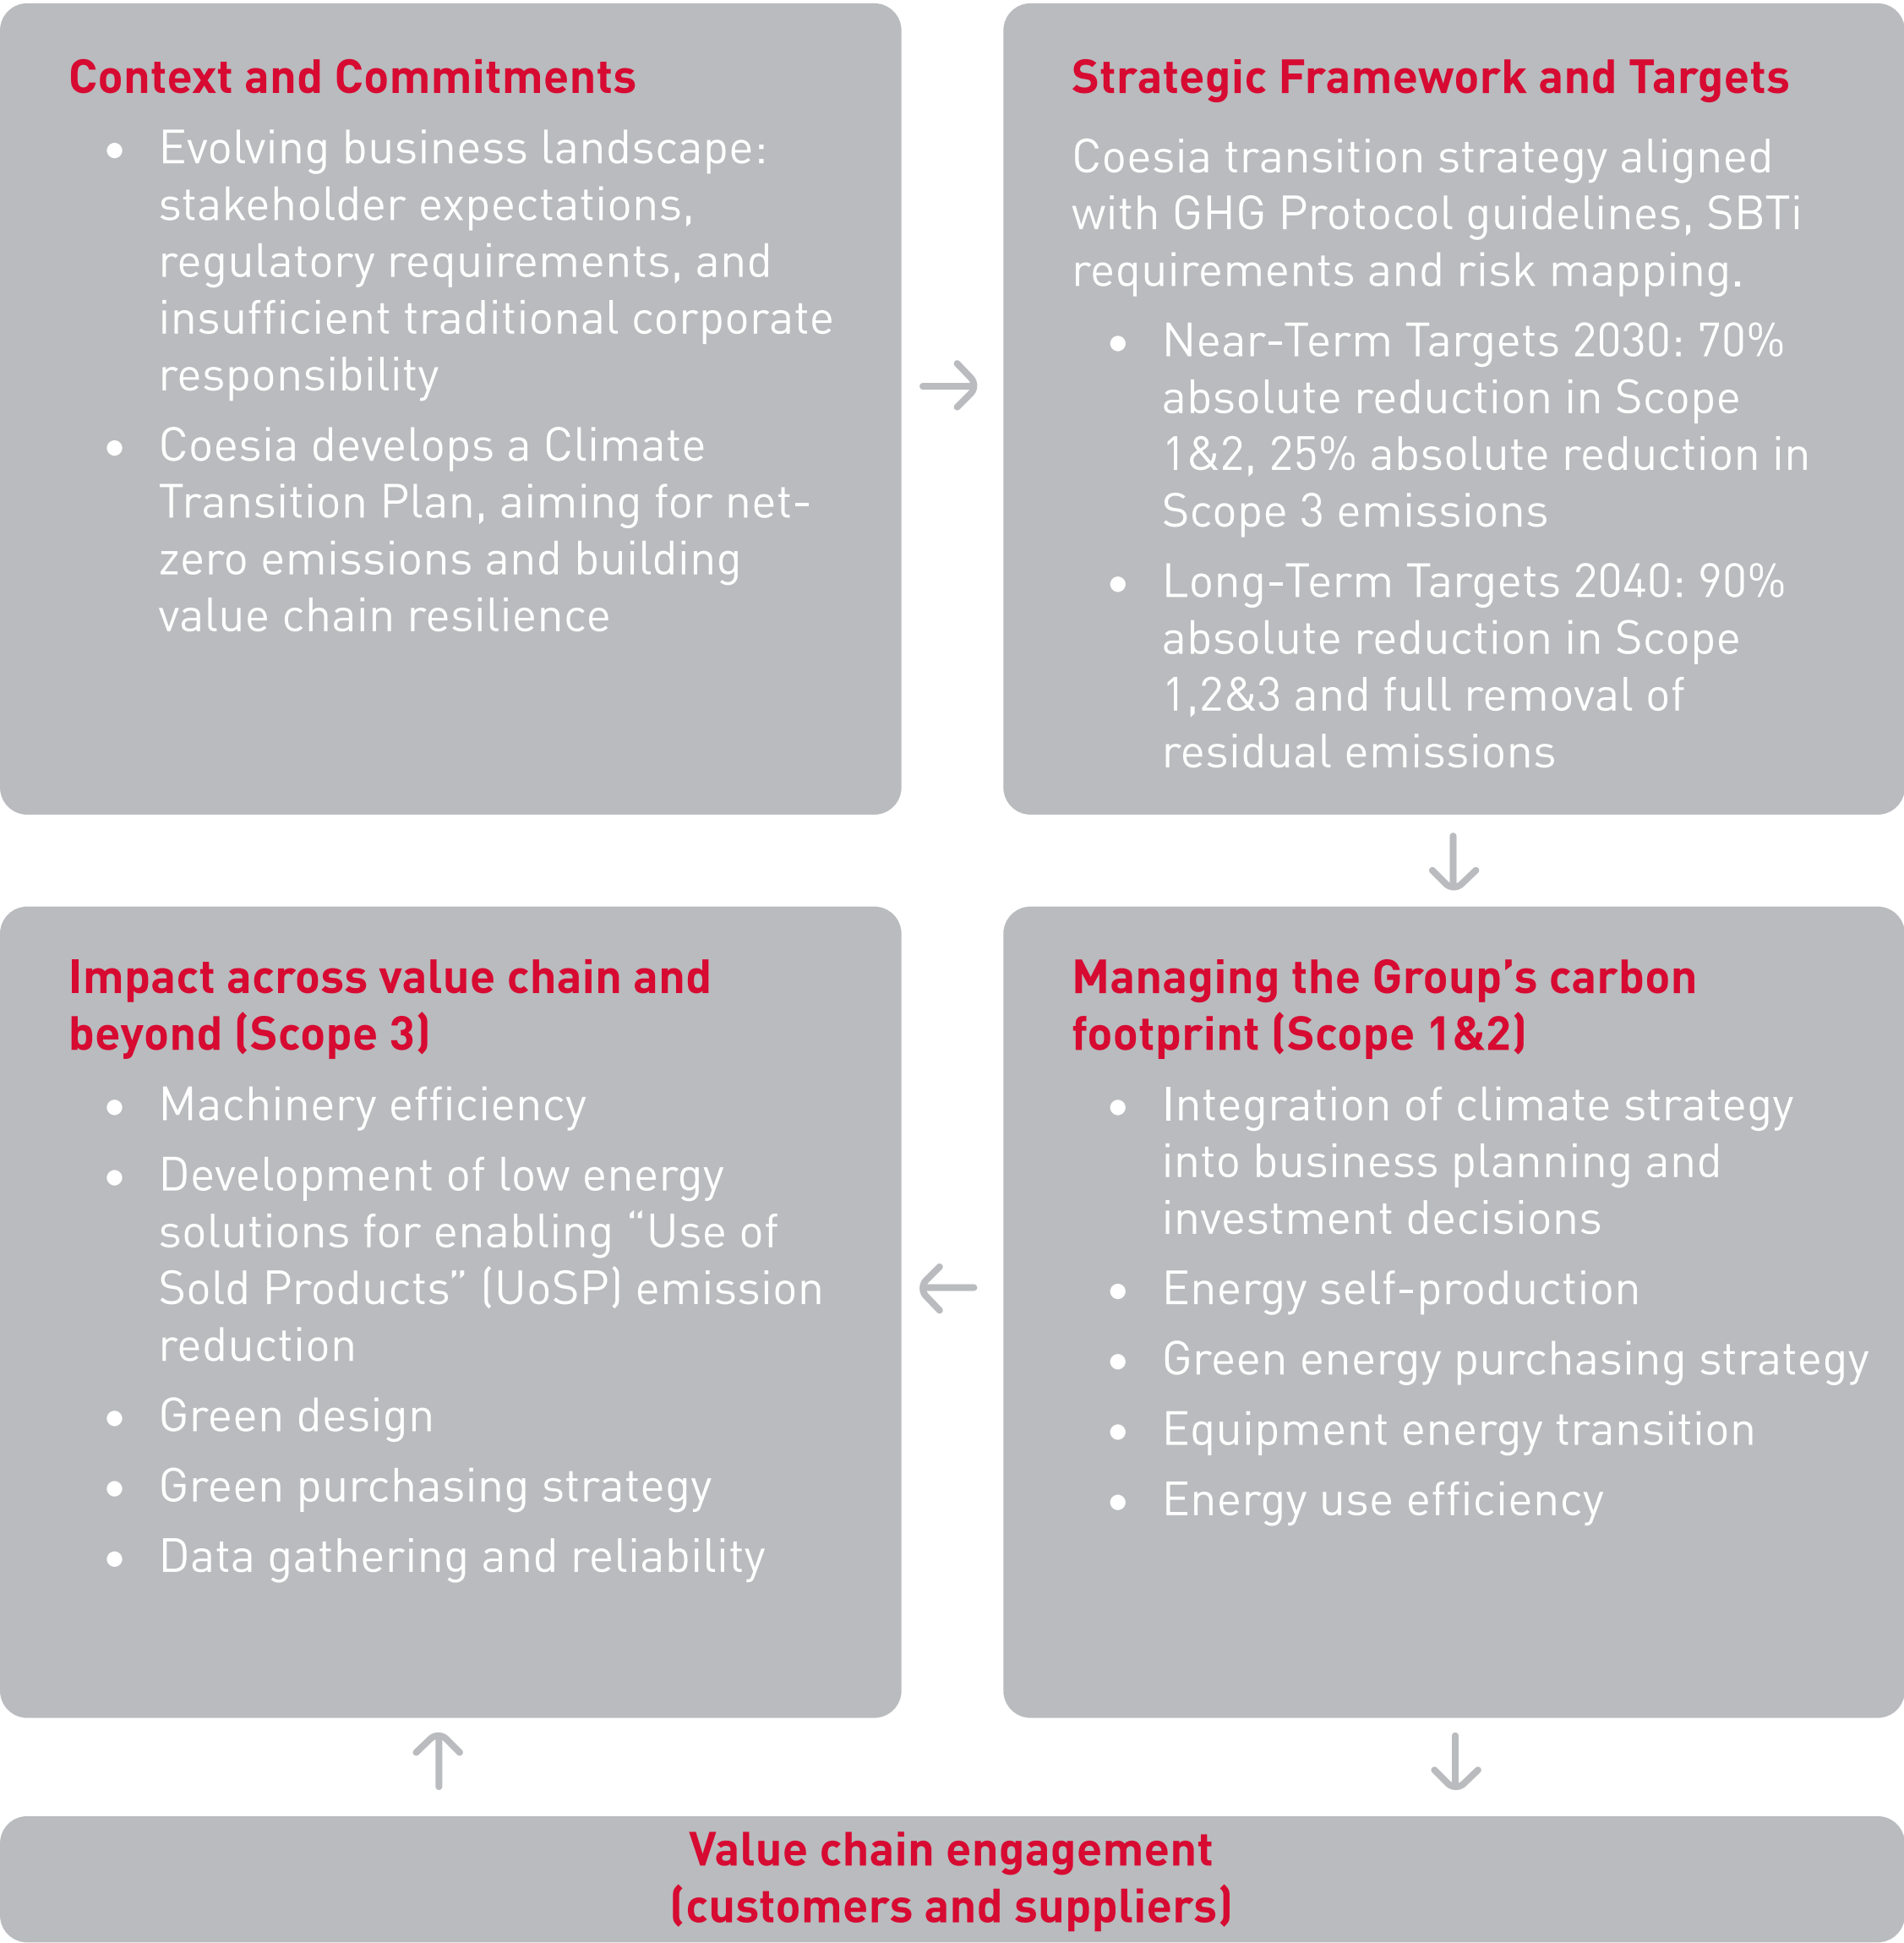 Context and Commitments
• Evolving business landscape:
stakeholder expectations,
regulatory requirements, and
insufficient traditional corporate
responsibility
• Coesia develops a Climate
Transition Plan, aiming for net-
zero emissions and building
value chain resilience
Strategic Framework and Targets
Coesia transition strategy aligned
with GHG Protocol guidelines, SBTi
requirements and risk mapping.
• Near-Term Targets 2030: 70%
absolute reduction in Scope
1&2, 25% absolute reduction in
Scope 3 emissions
• Long-Term Targets 2040: 90%
absolute reduction in Scope
1,2&3 and full removal of
residual emissions
Managing the Group’s carbon
footprint (Scope 1&2)
• Integration of climate strategy
into business planning and
investment decisions
• Energy self-production
• Green energy purchasing strategy
• Equipment energy transition
• Energy use efficiency
Impact across value chain and
beyond (Scope 3)
• Machinery efficiency
• Development of low energy
solutions for enabling “Use of
Sold Products” (UoSP) emission
reduction
• Green design
• Green purchasing strategy
• Data gathering and reliability
Value chain engagement
(customers and suppliers)